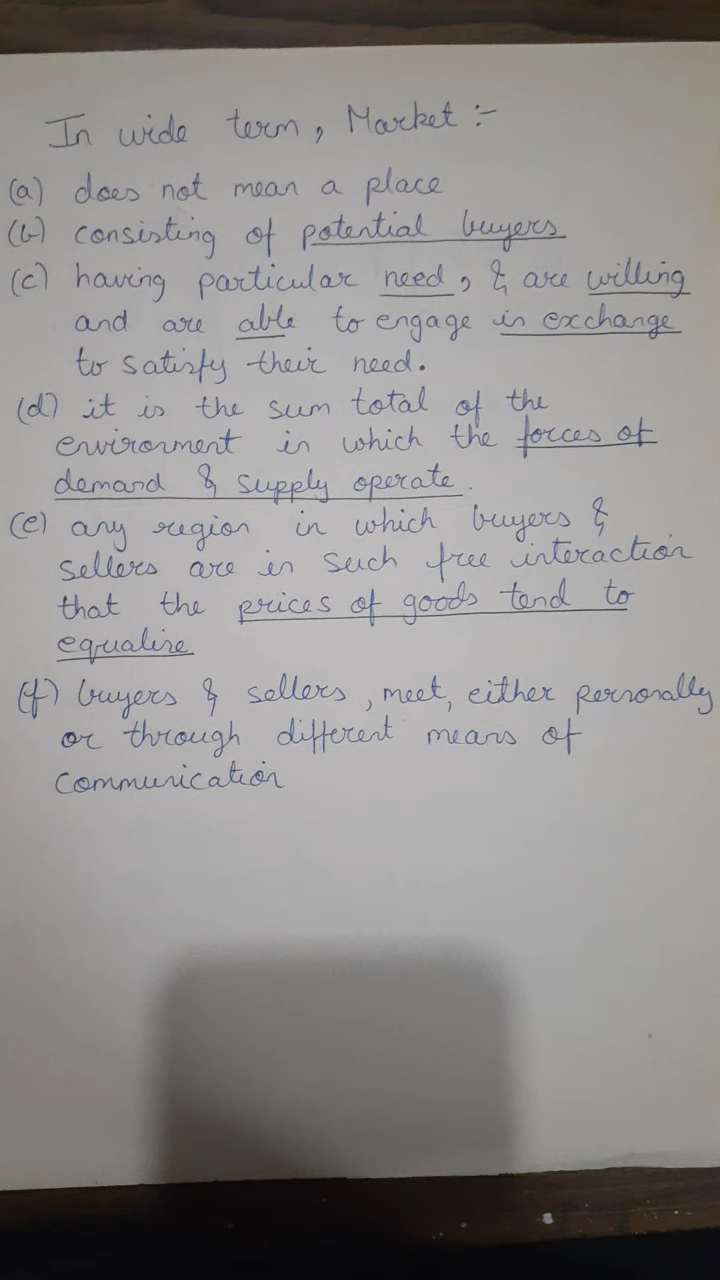 In wide term, Market :-
(a) does not mean a place
(b) consisting of potential buyers
(c) having particular need, & are willing
and are able to engage in exchange
to satisfy their need.
(d) it is the sum total of the
environment in which the forces of
demand & supply operate.
(e) any region in which buyers &
sellers are in such free interaction
that the prices of goods tend to
equalise
(f) buyers & sellers, meet, either personally
or through different means of
communication